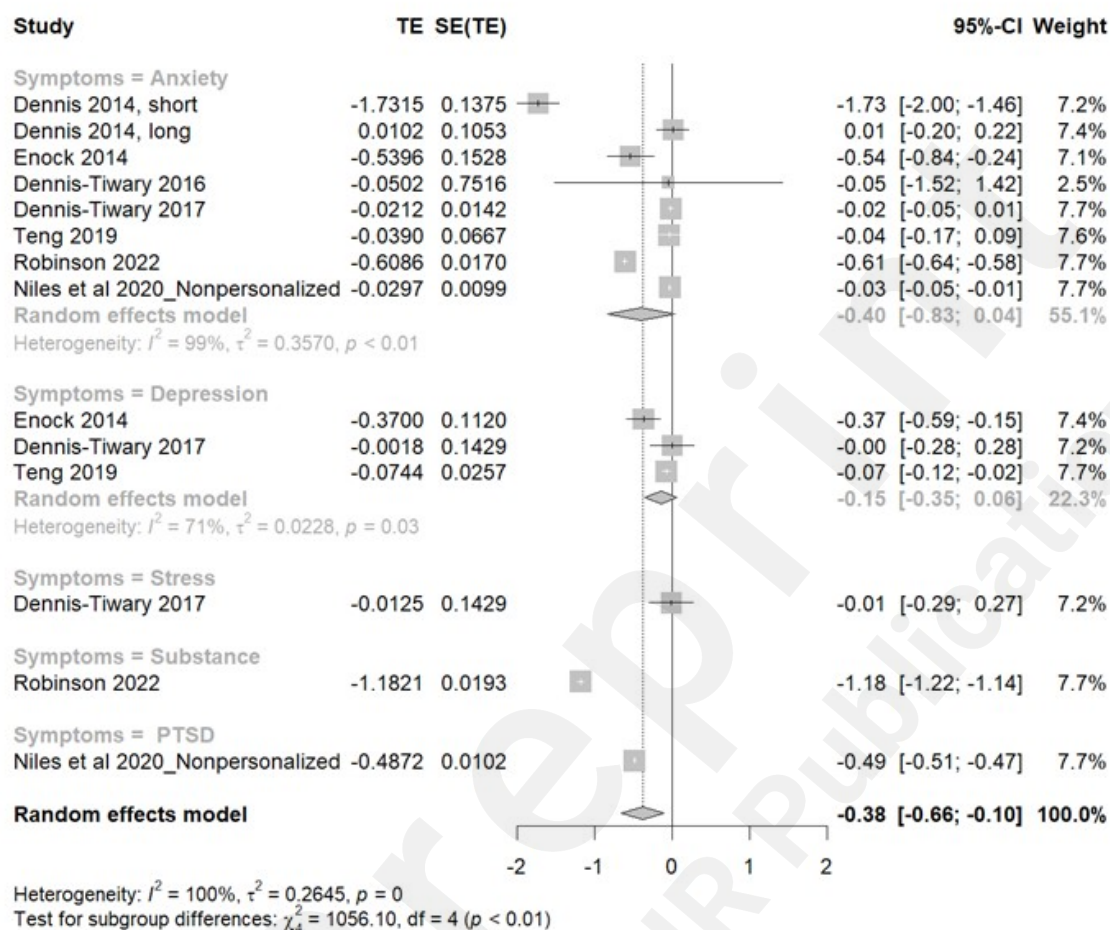 Study TE SE(TE) 95%-CI Weight
Symptoms = Anxiety
Dennis 2014, short -1.7315 0.1375 -1.73 [-2.00; -1.46] 7.2%
Dennis 2014, long 0.0102 0.1053 0.01 [-0.20; 0.22] 7.4%
Enock 2014 -0.5396 0.1528 -0.54 [-0.84; -0.24] 7.1%
Dennis-Tiwary 2016 -0.0502 0.7516 -0.05 [-1.52; 1.42] 2.5%
Dennis-Tiwary 2017 -0.0212 0.0142 -0.02 [-0.05; 0.01] 7.7%
Teng 2019 -0.0390 0.0667 -0.04 [-0.17; 0.09] 7.6%
Robinson 2022 -0.6086 0.0170 -0.61 [-0.64; -0.58] 7.7%
Niles et al 2020_Nonpersonalized -0.0297 0.0099 -0.03 [-0.05; -0.01] 7.7%
Random effects model -0.40 [-0.83; 0.04] 55.1%
Heterogeneity: I² = 99%, τ² = 0.3570, p < 0.01
Symptoms = Depression
Enock 2014 -0.3700 0.1120 -0.37 [-0.59; -0.15] 7.4%
Dennis-Tiwary 2017 -0.0018 0.1429 -0.00 [-0.28; 0.28] 7.2%
Teng 2019 -0.0744 0.0257 -0.07 [-0.12; -0.02] 7.7%
Random effects model -0.15 [-0.35; 0.06] 22.3%
Heterogeneity: I² = 71%, τ² = 0.0228, p = 0.03
Symptoms = Stress
Dennis-Tiwary 2017 -0.0125 0.1429 -0.01 [-0.29; 0.27] 7.2%
Symptoms = Substance
Robinson 2022 -1.1821 0.0193 -1.18 [-1.22; -1.14] 7.7%
Symptoms = PTSD
Niles et al 2020_Nonpersonalized -0.4872 0.0102 -0.49 [-0.51; -0.47] 7.7%
Random effects model -0.38 [-0.66; -0.10] 100.0%
-2 -1 0 1 2
Heterogeneity: I² = 100%, τ² = 0.2645, p = 0
Test for subgroup differences: χ²₄ = 1056.10, df = 4 (p < 0.01)